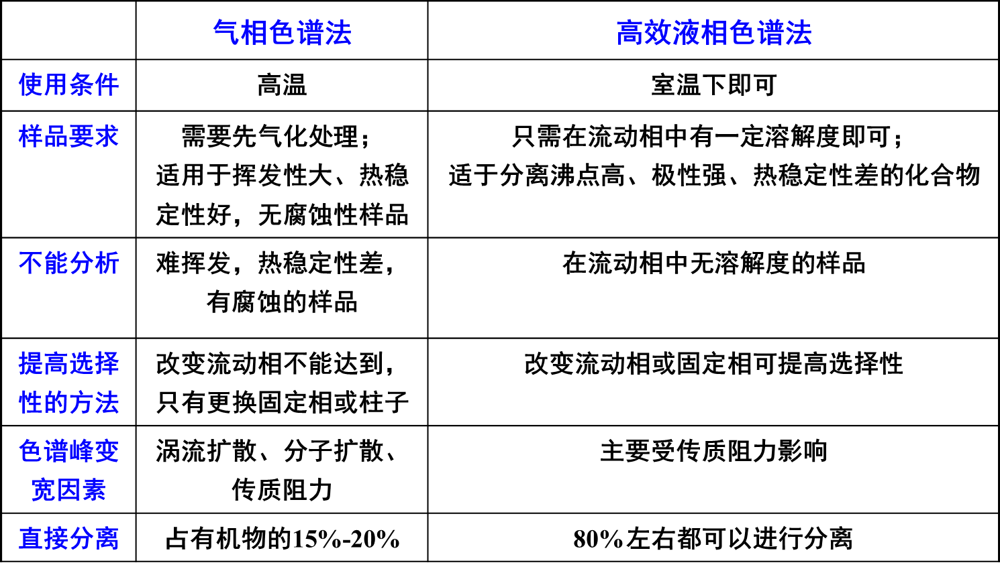 气相色谱法
高效液相色谱法
使用条件
高温
室温下即可
样品要求
需要先气化处理；
适用于挥发性大、热稳
定性好，无腐蚀性样品
只需在流动相中有一定溶解度即可；
适于分离沸点高、极性强、热稳定性差的化合物
不能分析
难挥发，热稳定性差，
有腐蚀的样品
在流动相中无溶解度的样品
提高选择
性的方法
改变流动相不能达到，
只有更换固定相或柱子
改变流动相或固定相可提高选择性
色谱峰变
宽因素
涡流扩散、分子扩散、
传质阻力
主要受传质阻力影响
直接分离
占有机物的15%-20%
80%左右都可以进行分离